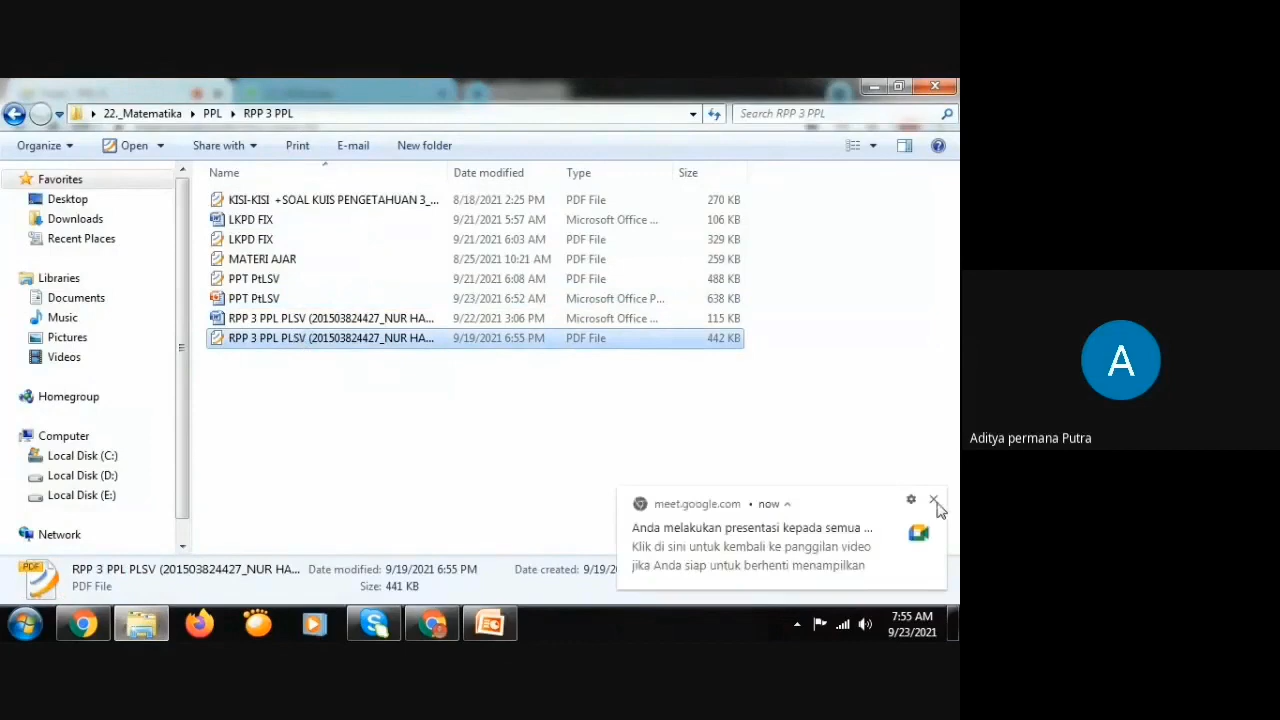 22._Matematika PPL RPP 3 PPL
Search RPP 3 PPL
Organize Open Share with Print E-mail New folder
Name Date modified Type Size
Favorites
Desktop
Downloads
Recent Places
Libraries
Documents
Music
Pictures
Videos
Homegroup
Computer
Local Disk (C:)
Local Disk (D:)
Local Disk (E:)
Network
KISI-KISI +SOAL KUIS PENGETAHUAN 3_... 8/18/2021 2:25 PM PDF File 270 KB
LKPD FIX 9/21/2021 5:57 AM Microsoft Office ... 106 KB
LKPD FIX 9/21/2021 6:03 AM PDF File 329 KB
MATERI AJAR 8/25/2021 10:21 AM PDF File 259 KB
PPT PtLSV 9/21/2021 6:08 AM PDF File 488 KB
PPT PtLSV 9/23/2021 6:52 AM Microsoft Office P... 638 KB
RPP 3 PPL PLSV (201503824427_NUR HA... 9/22/2021 3:06 PM Microsoft Office ... 115 KB
RPP 3 PPL PLSV (201503824427_NUR HA... 9/19/2021 6:55 PM PDF File 442 KB
meet.google.com • now
Anda melakukan presentasi kepada semua ...
Klik di sini untuk kembali ke panggilan video
jika Anda siap untuk berhenti menampilkan
PDF
RPP 3 PPL PLSV (201503824427_NUR HA... Date modified: 9/19/2021 6:55 PM Date created: 9/19/20
PDF File Size: 441 KB
7:55 AM
9/23/2021
A
Aditya permana Putra